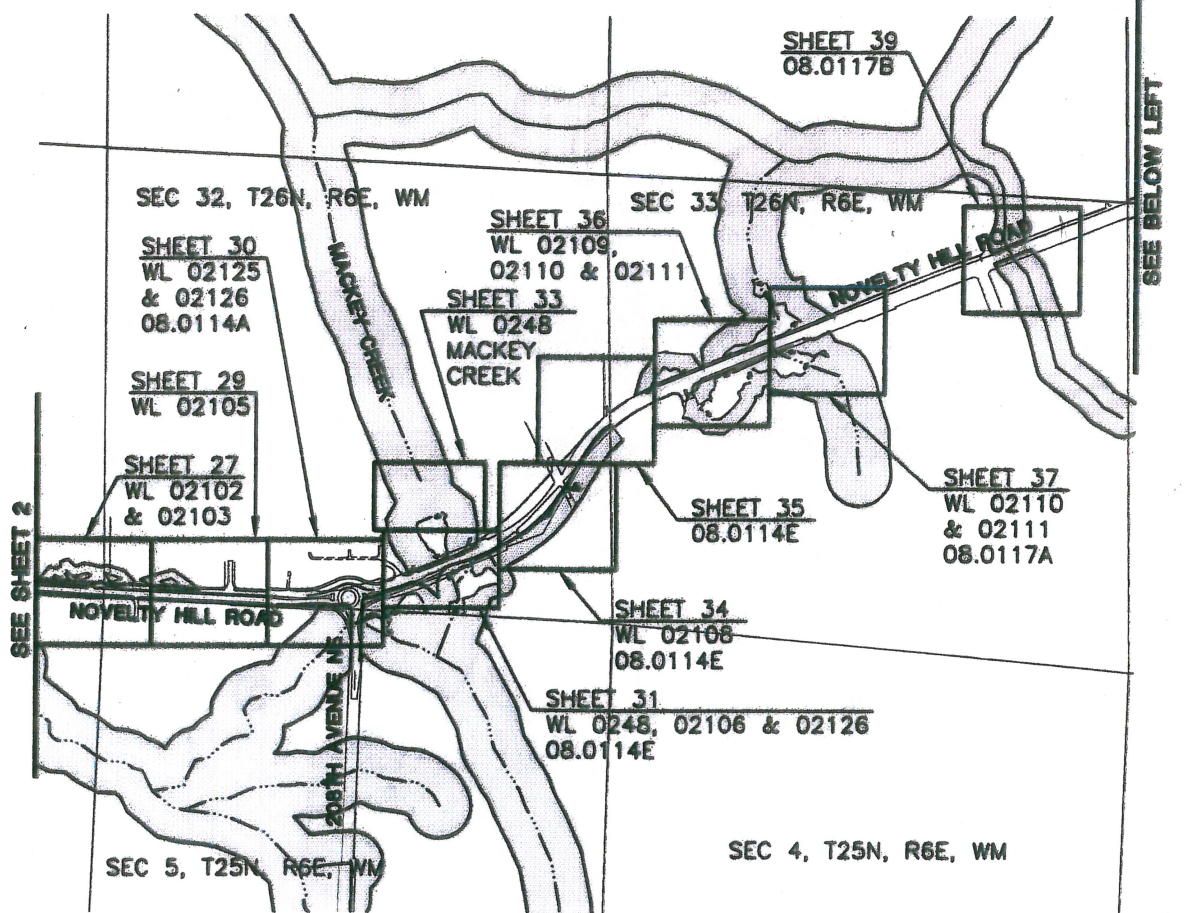 SHEET 39
08.0117B
SEE BELOW LEFT
SEC 32, T26N, R6E, WM
SEC 33, T26N, R6E, WM
SHEET 36
WL 02109,
02110 & 02111
SHEET 30
WL 02125
& 02126
08.0114A
MACKEY CREEK
NOVELTY HILL ROAD
SHEET 33
WL 0248
MACKEY
CREEK
SHEET 29
WL 02105
SHEET 27
WL 02102
& 02103
SHEET 37
WL 02110
& 02111
08.0117A
SHEET 35
08.0114E
SEE SHEET 2
NOVELTY HILL ROAD
SHEET 34
WL 02108
08.0114E
208TH AVENUE NE
SHEET 31
WL 0248, 02106 & 02126
08.0114E
SEC 5, T25N, R6E, WM
SEC 4, T25N, R6E, WM